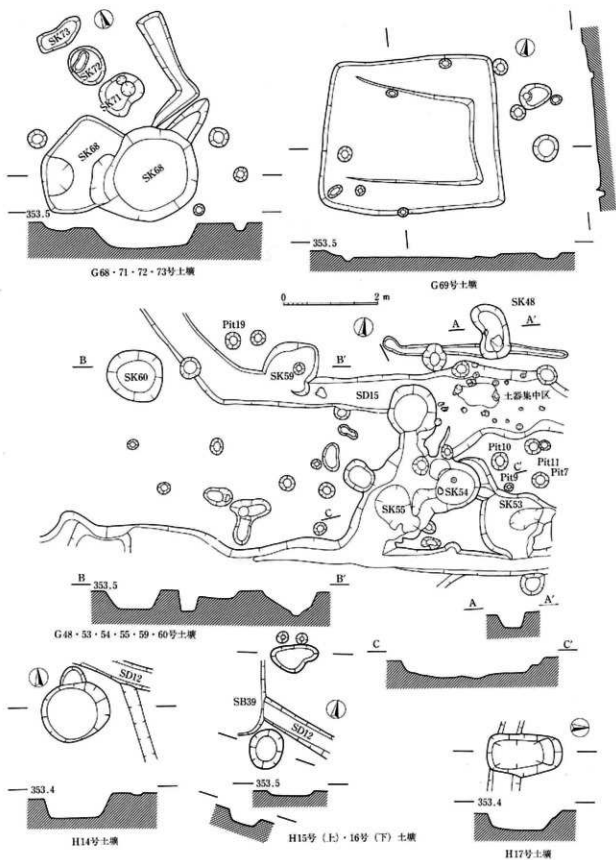 SK73
SK72
SK71
SK68
SK68
353.5
G68・71・72・73号土壙
353.5
G69号土壙
0 2 m
SK48
A A′
Pit19
B B′
SK60
SK59
SD15
土器集中区
Pit10
Pit11
C′
Pit9
Pit7
SK54
SK53
SK55
C
B 353.5 B′
A A′
G48・53・54・55・59・60号土壙
C C′
SD12
SB39
SD12
353.4
353.5
353.4
H14号土壙
H15号(上)・16号(下)土壙
H17号土壙